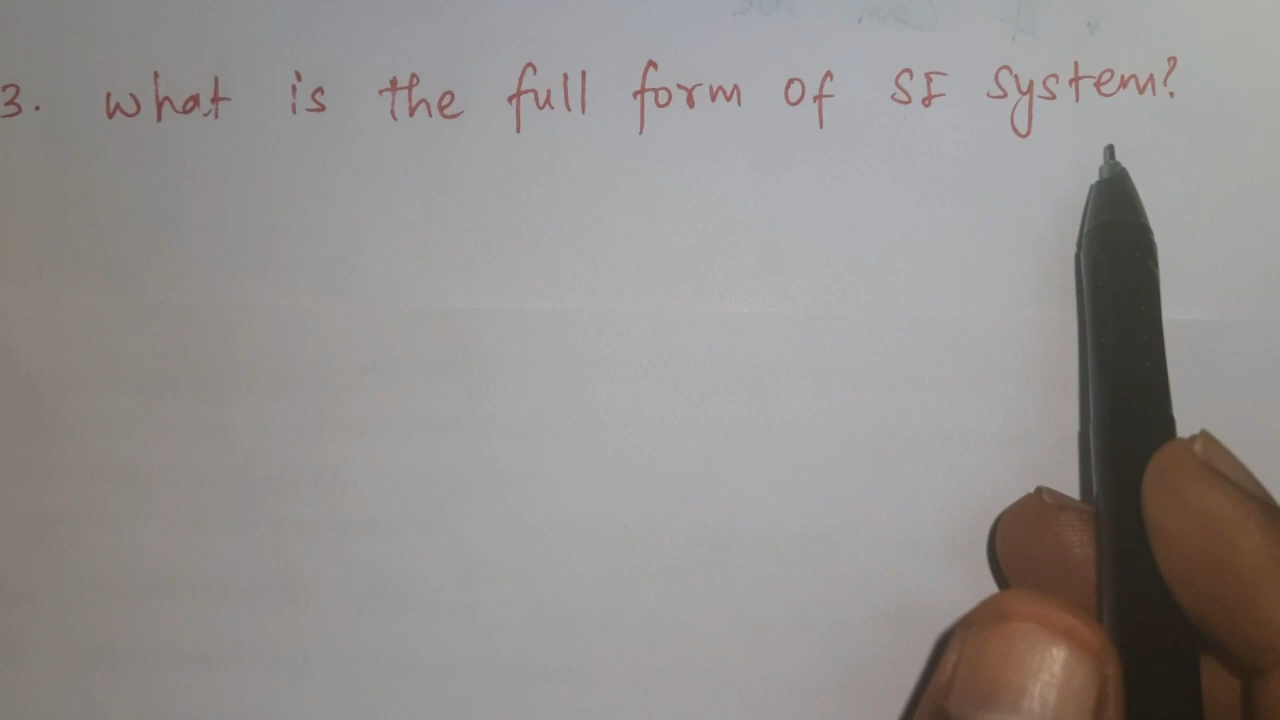 3. What is the full form of SI System?